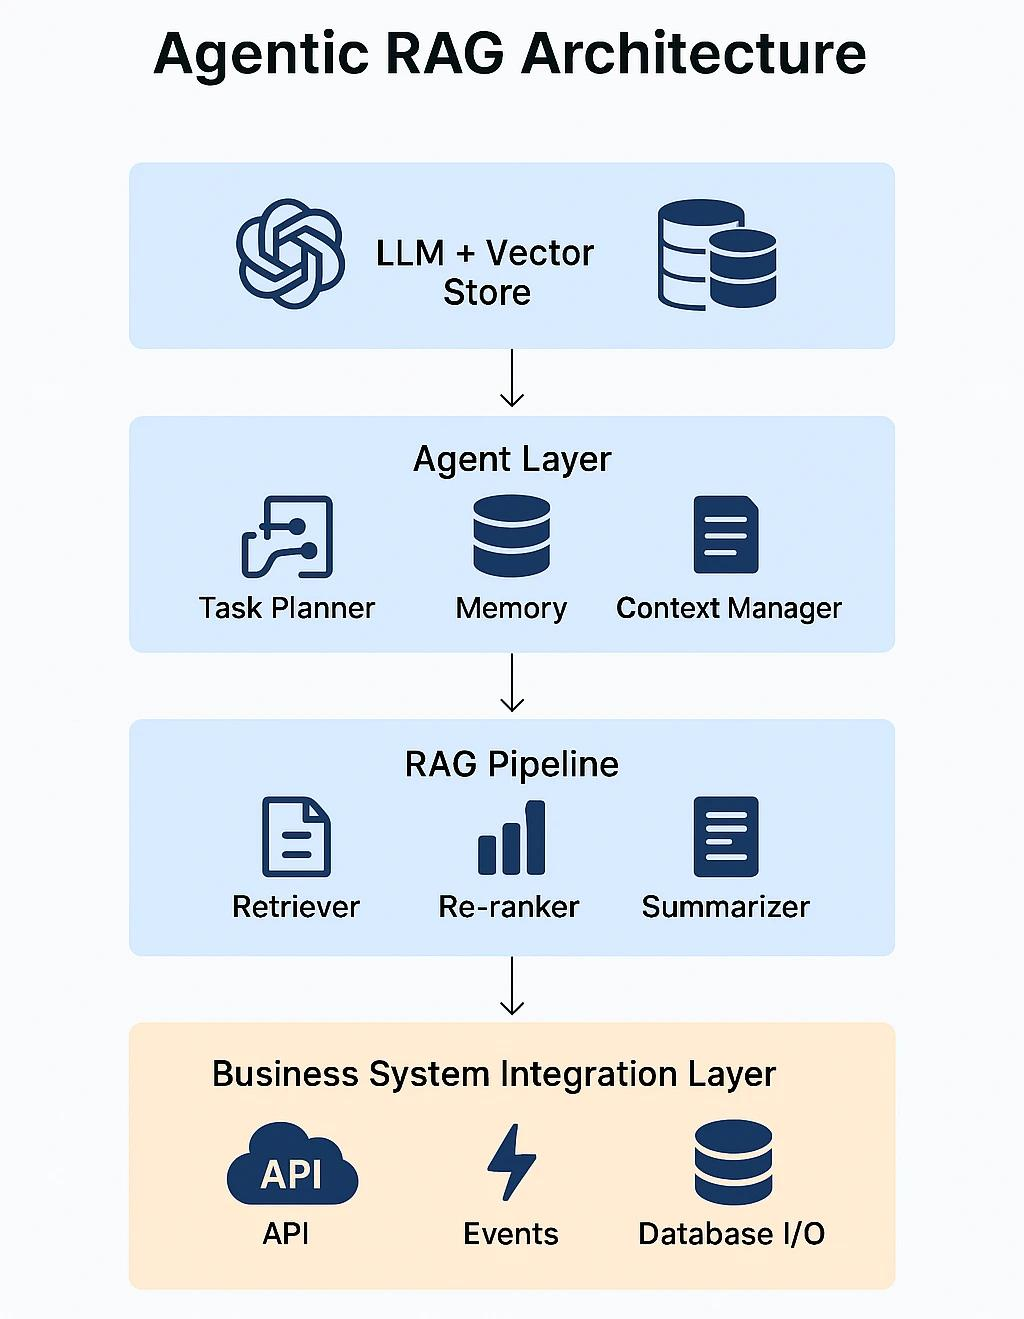 Agentic RAG Architecture
LLM + Vector
Store
Agent Layer
Task Planner
Memory
Context Manager
RAG Pipeline
Retriever
Re-ranker
Summarizer
Business System Integration Layer
API
API
Events
Database I/O